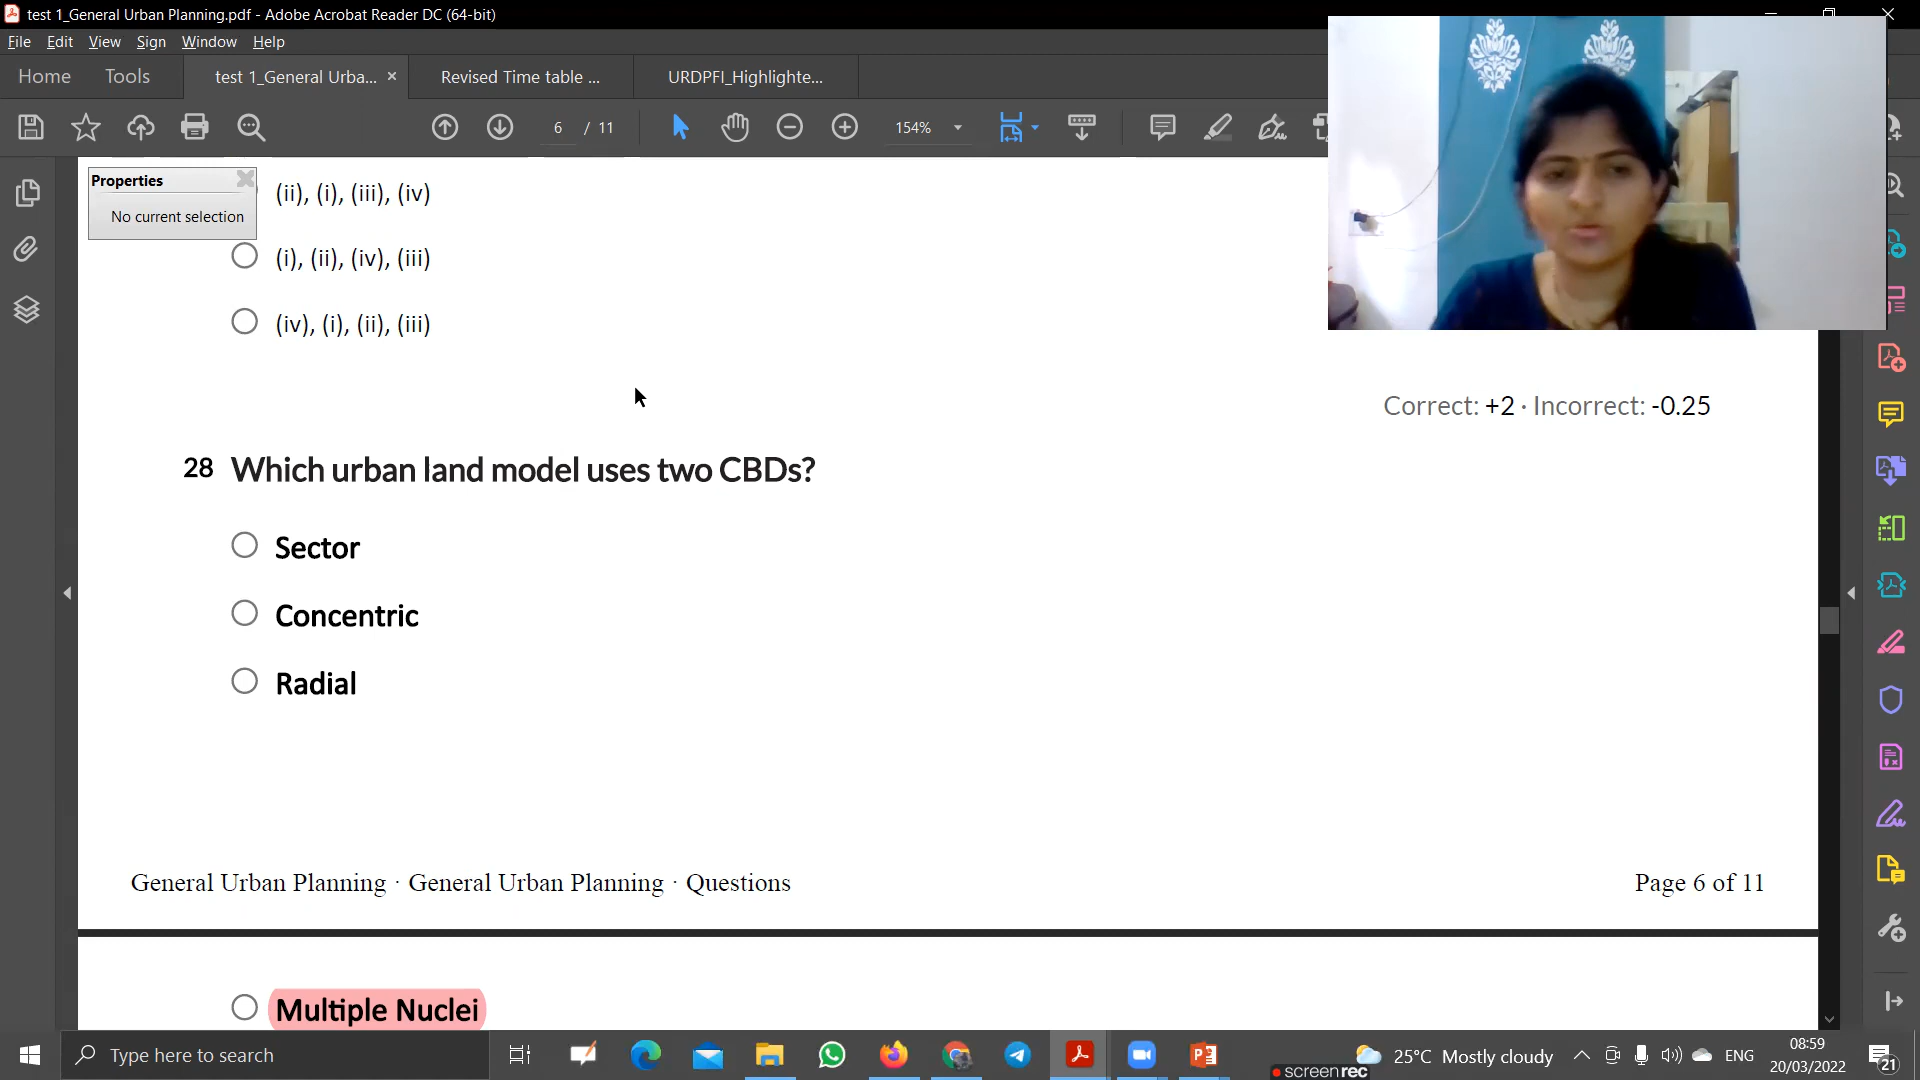 test 1_General Urban Planning.pdf - Adobe Acrobat Reader DC (64-bit)
File Edit View Sign Window Help
Home Tools test 1_General Urba... × Revised Time table ... URDPFI_Highlighte...
6 / 11 154%
Properties
No current selection
(ii), (i), (iii), (iv)
(i), (ii), (iv), (iii)
(iv), (i), (ii), (iii)
Correct: +2 · Incorrect: -0.25
28 Which urban land model uses two CBDs?
Sector
Concentric
Radial
General Urban Planning · General Urban Planning · Questions
Page 6 of 11
Multiple Nuclei
Type here to search
25°C Mostly cloudy
ENG
08:59
20/03/2022
21
screenrec